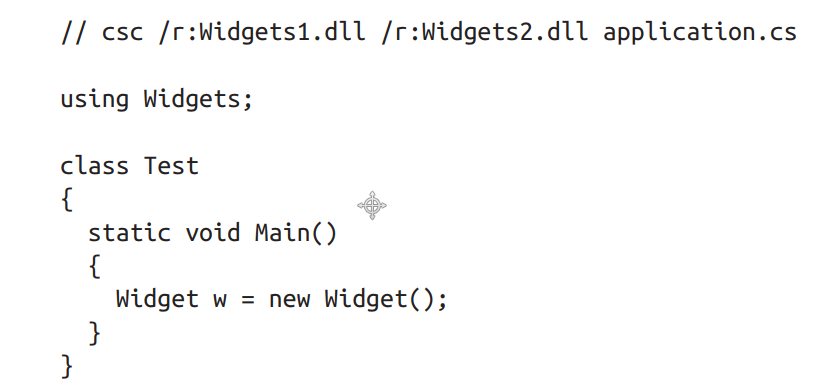 // csc /r:Widgets1.dll /r:Widgets2.dll application.cs
using Widgets;
class Test
{
static void Main()
{
Widget w = new Widget();
}
}